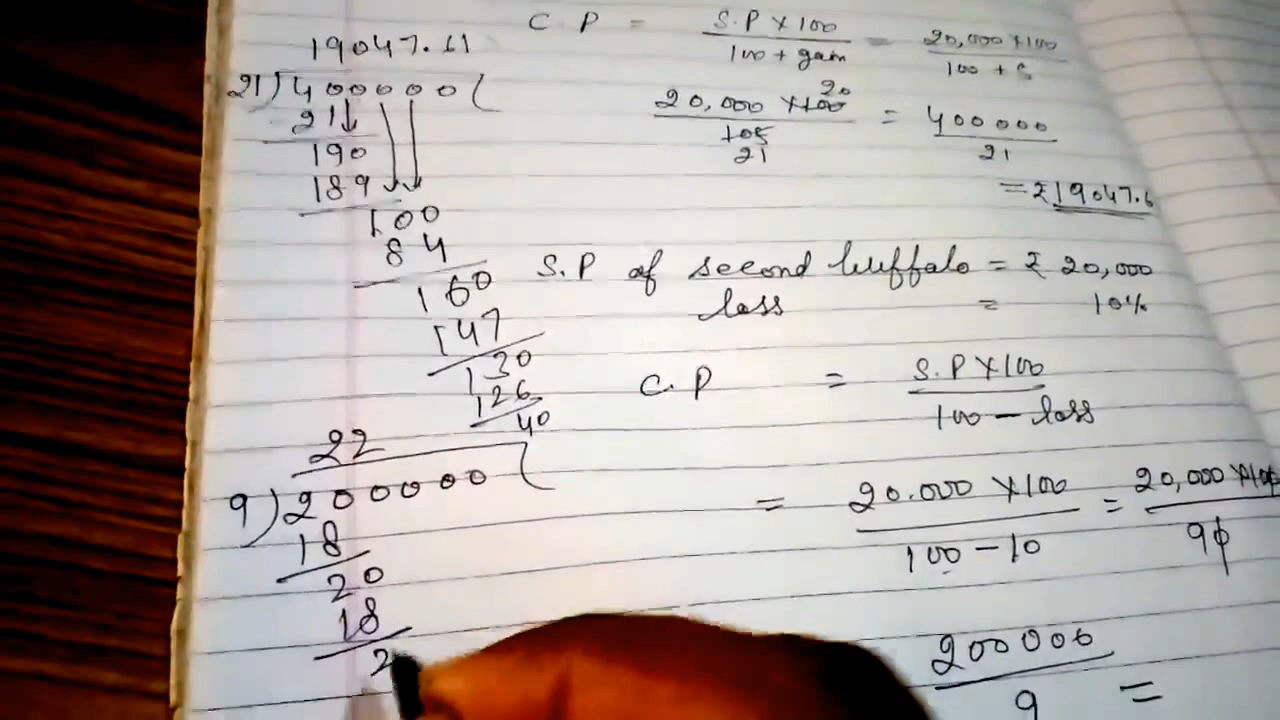 C.P = S.P × 100 / 100 + gain = 20,000 × 100 / 100 + 5
20,000 × 100 20 / 105 21 = 400000 / 21
= ₹ 19047.6
S.P of second buffalo = ₹ 20,000
loss = 10%
C.P = S.P × 100 / 100 - loss
= 20.000 × 100 / 100 - 10 = 20,000 × 100 / 90
200000 / 9 =
19047.61
21) 400000 (
21
190
189
100
84
160
147
130
126
40
22
9) 200000 (
18
20
18
2